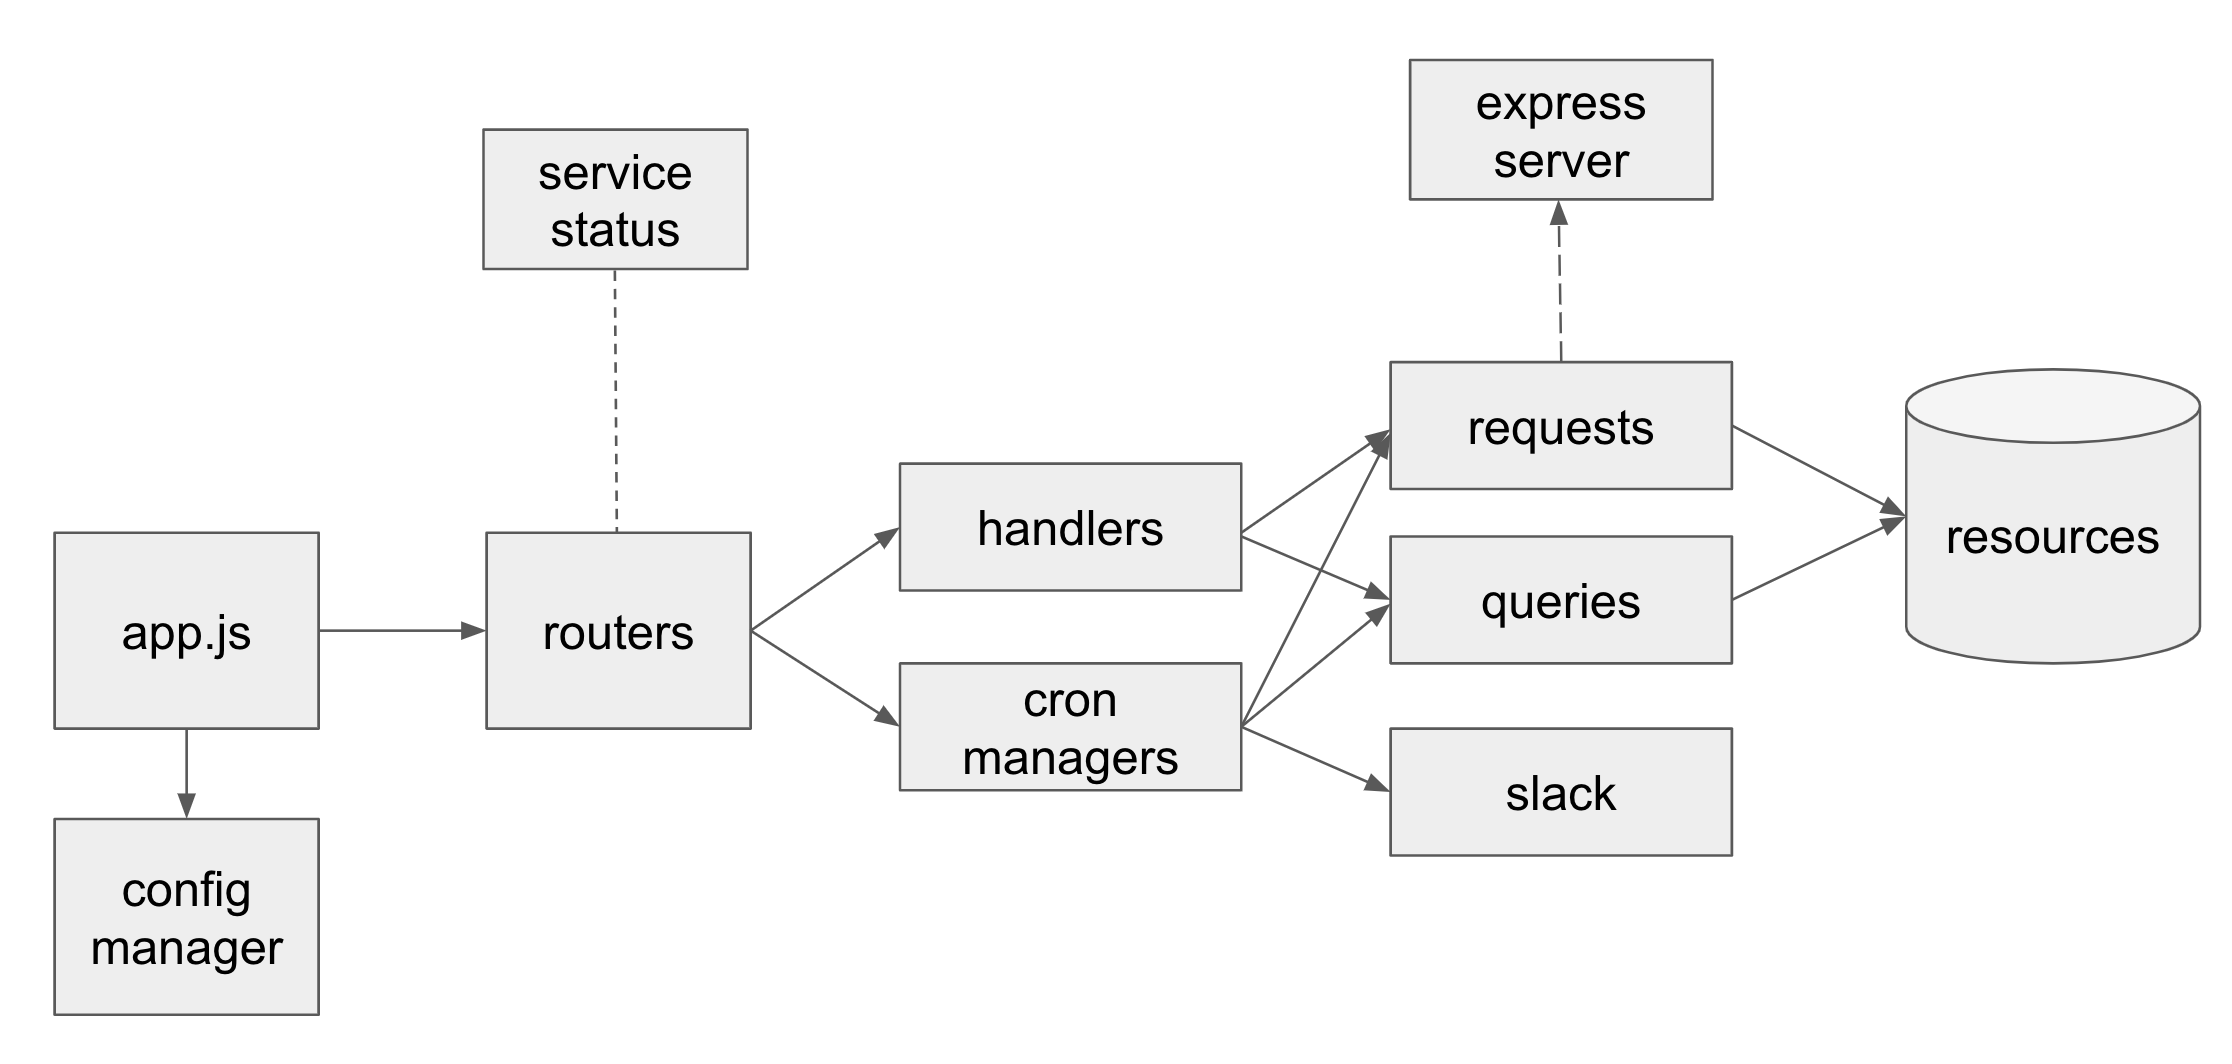 express
server
service
status
requests
handlers
resources
queries
app.js
routers
cron
managers
slack
config
manager